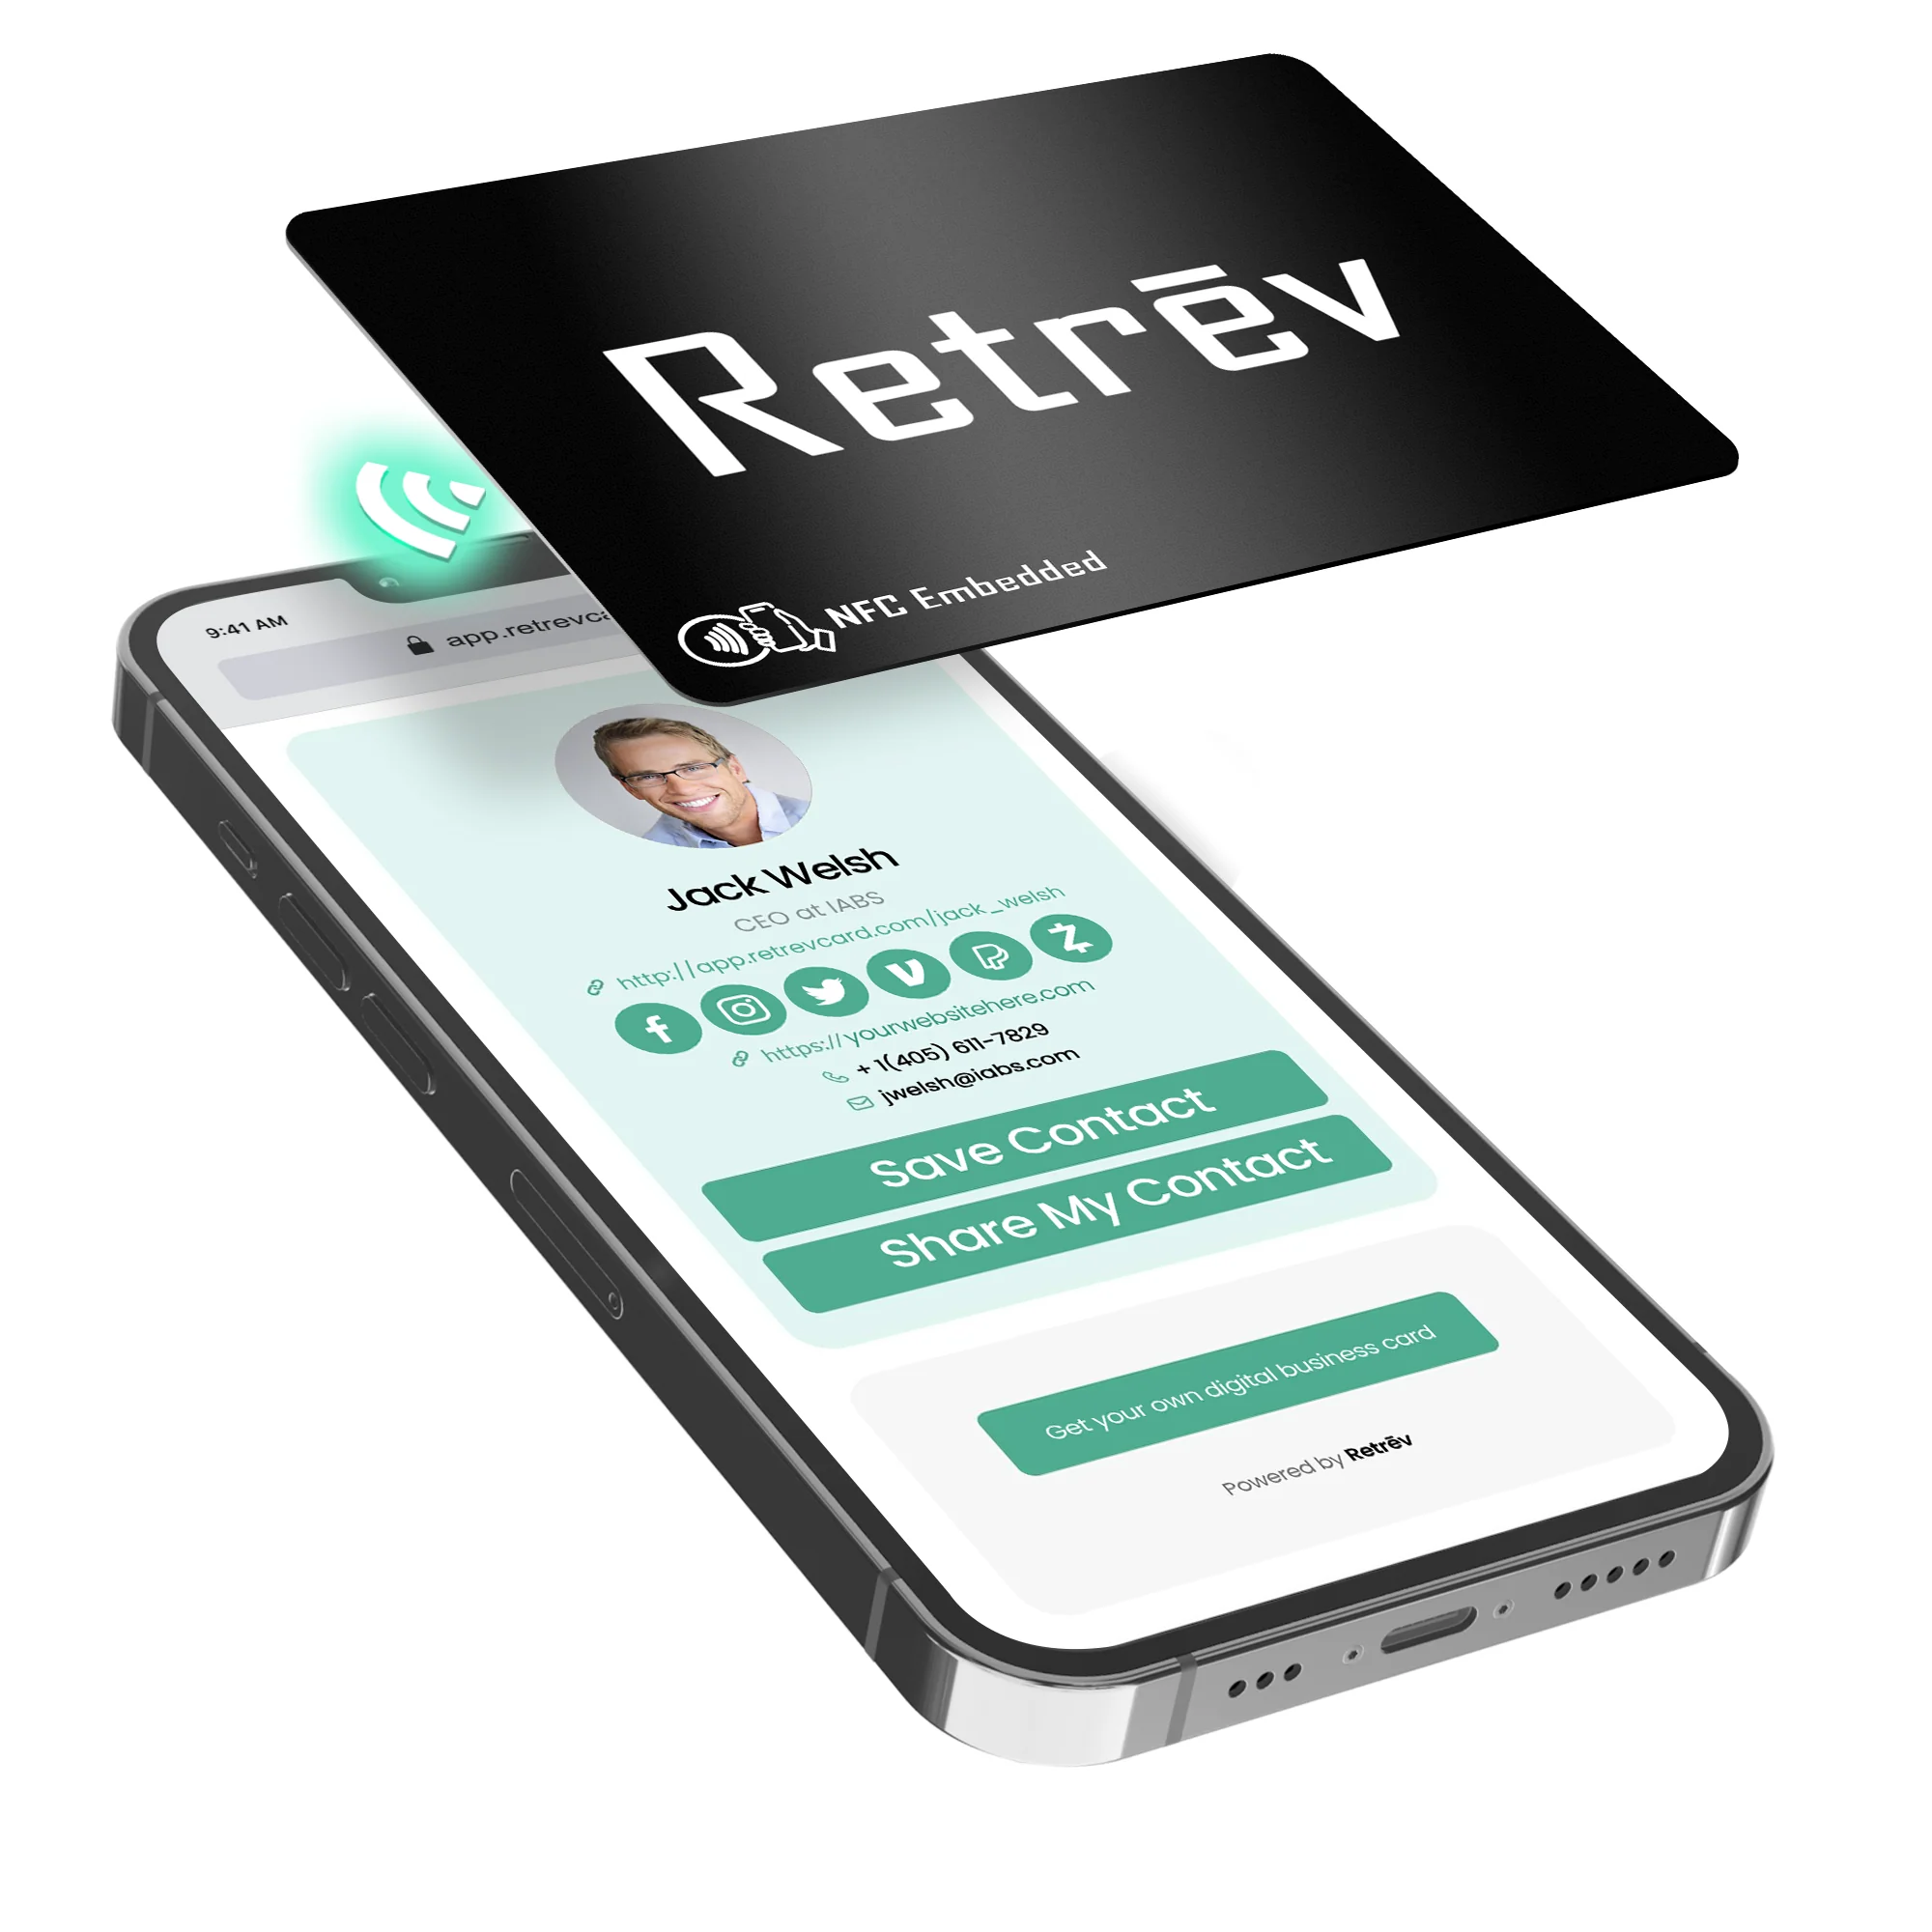 Retrēv
NFC Embedded
9:41 AM
Jack Welsh
CEO at IABS
http://app.retrevcard.com/jack_welsh
https://yourwebsitehere.com
+ 1(405) 611-7829
jwelsh@iabs.com
Save Contact
Share My Contact
Get your own digital business card
Powered by Retrēv